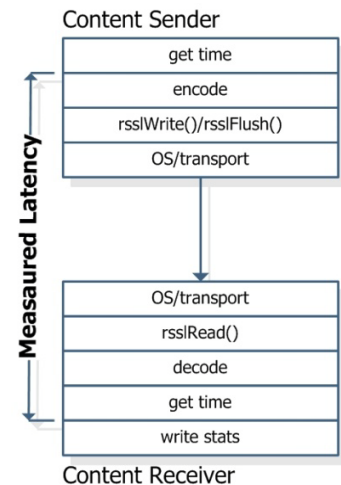 Content Sender
get time
encode
rsslWrite()/rsslFlush()
OS/transport
Measaured Latency
OS/transport
rsslRead()
decode
get time
write stats
Content Receiver